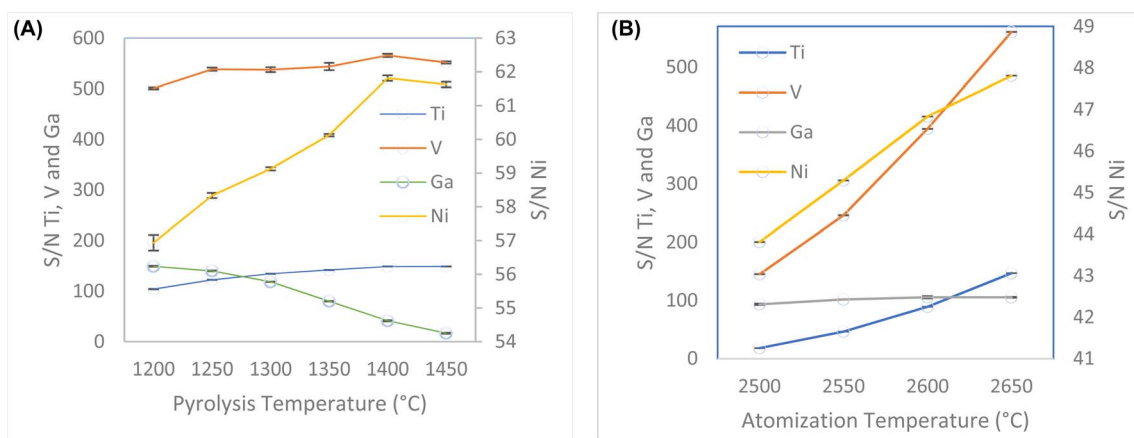 (A)
600
500
400
300
200
100
0
S/N Ti, V and Ga
63
62
61
60
59
58
57
56
55
54
S/N Ni
Ti
V
Ga
Ni
1200 1250 1300 1350 1400 1450
Pyrolysis Temperature (°C)
(B)
500
400
300
200
100
0
S/N Ti, V and Ga
49
48
47
46
45
44
43
42
41
S/N Ni
Ti
V
Ga
Ni
2500 2550 2600 2650
Atomization Temperature (°C)